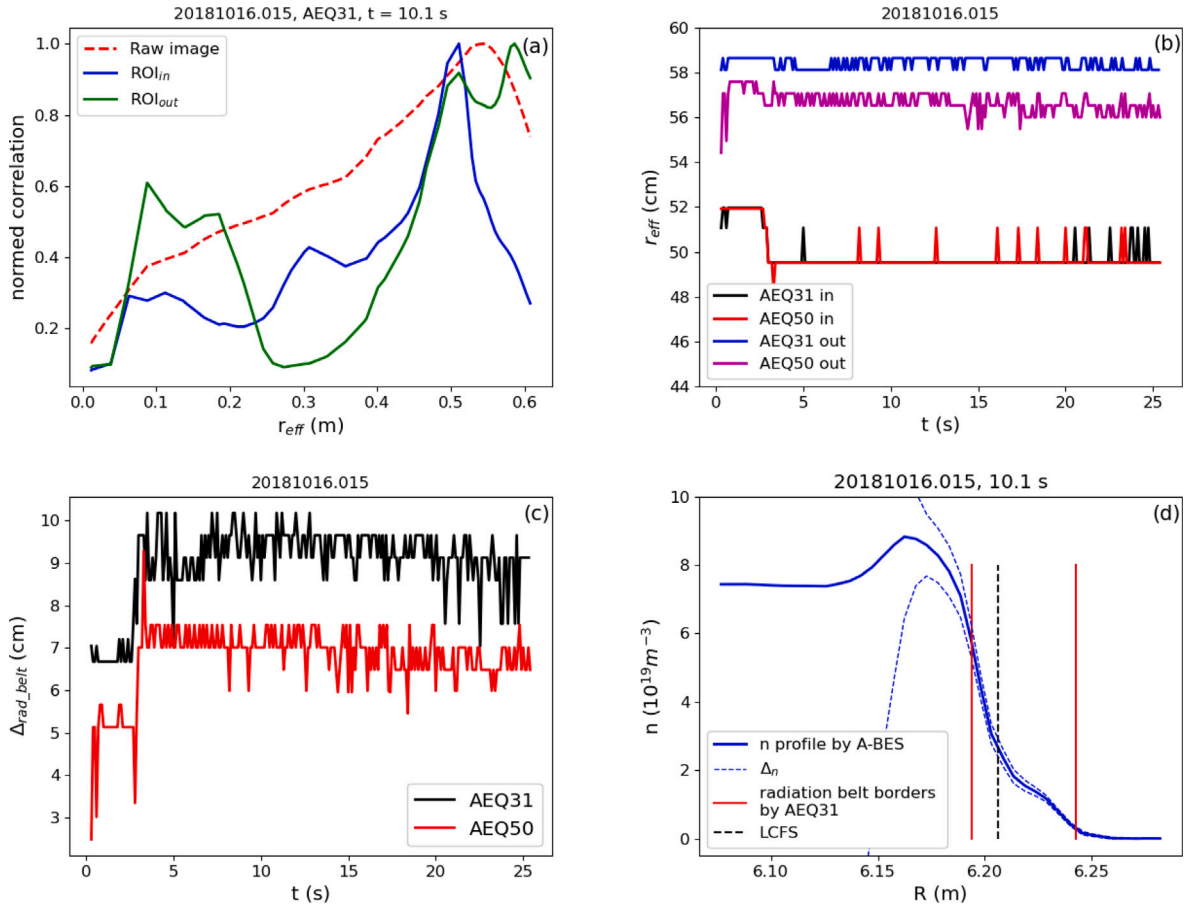 20181016.015, AEQ31, t = 10.1 s
(a)
Raw image
ROI_in
ROI_out
normed correlation
1.0
0.8
0.6
0.4
0.2
0.0 0.1 0.2 0.3 0.4 0.5 0.6
r_eff (m)
20181016.015
(b)
r_eff (cm)
60
58
56
54
52
50
48
46
44
AEQ31 in
AEQ50 in
AEQ31 out
AEQ50 out
0 5 10 15 20 25
t (s)
20181016.015
(c)
Δ_rad_belt (cm)
10
9
8
7
6
5
4
3
AEQ31
AEQ50
0 5 10 15 20 25
t (s)
20181016.015, 10.1 s
(d)
n (10^19 m^−3)
10
8
6
4
2
0
n profile by A-BES
Δ_n
radiation belt borders
by AEQ31
LCFS
6.10 6.15 6.20 6.25
R (m)